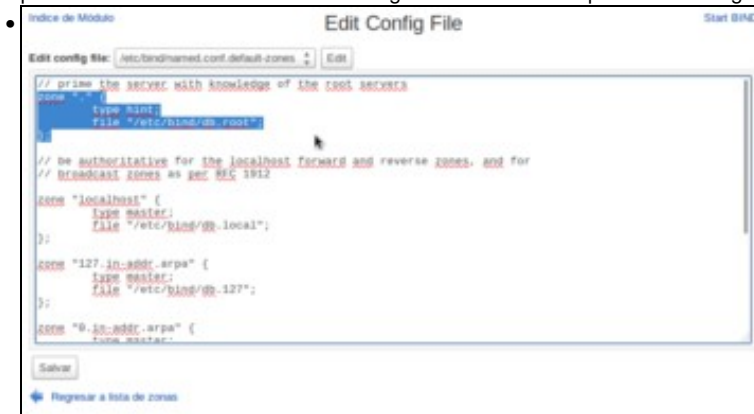 Indice de Módulo
Edit Config File
Start BIND
Edit config file: /etc/bind/named.conf.default-zones Edit
// prime the server with knowledge of the root servers
zone "." {
type hint;
file "/etc/bind/db.root";
};
// be authoritative for the localhost forward and reverse zones, and for
// broadcast zones as per RFC 1912
zone "localhost" {
type master;
file "/etc/bind/db.local";
};
zone "127.in-addr.arpa" {
type master;
file "/etc/bind/db.127";
};
zone "0.in-addr.arpa" {
type master;
Salvar
Regresar a lista de zonas